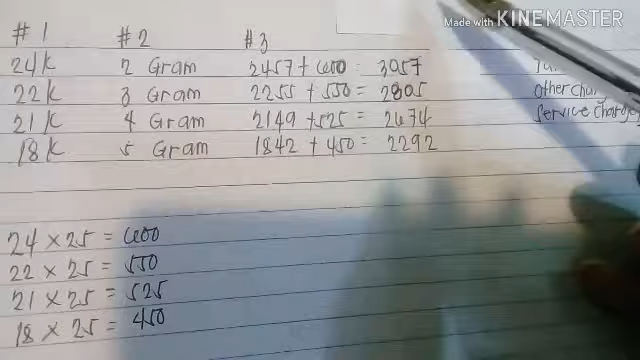 Made with KINEMASTER
#1 #2 #3
24K 2 Gram 2457 + 600 = 3057
22K 3 Gram 2255 + 550 = 2805
21K 4 Gram 2149 + 525 = 2674
18K 5 Gram 1842 + 450 = 2292
Other Char
Service Charge
24 × 25 = 600
22 × 25 = 550
21 × 25 = 525
18 × 25 = 450